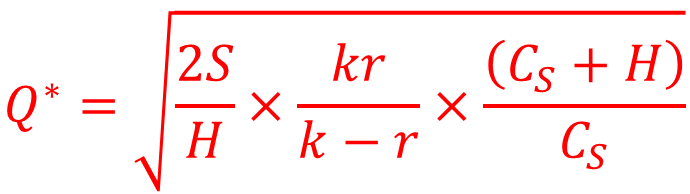 Q* = √(2S/H × kr/(k − r) × (C_S + H)/C_S)